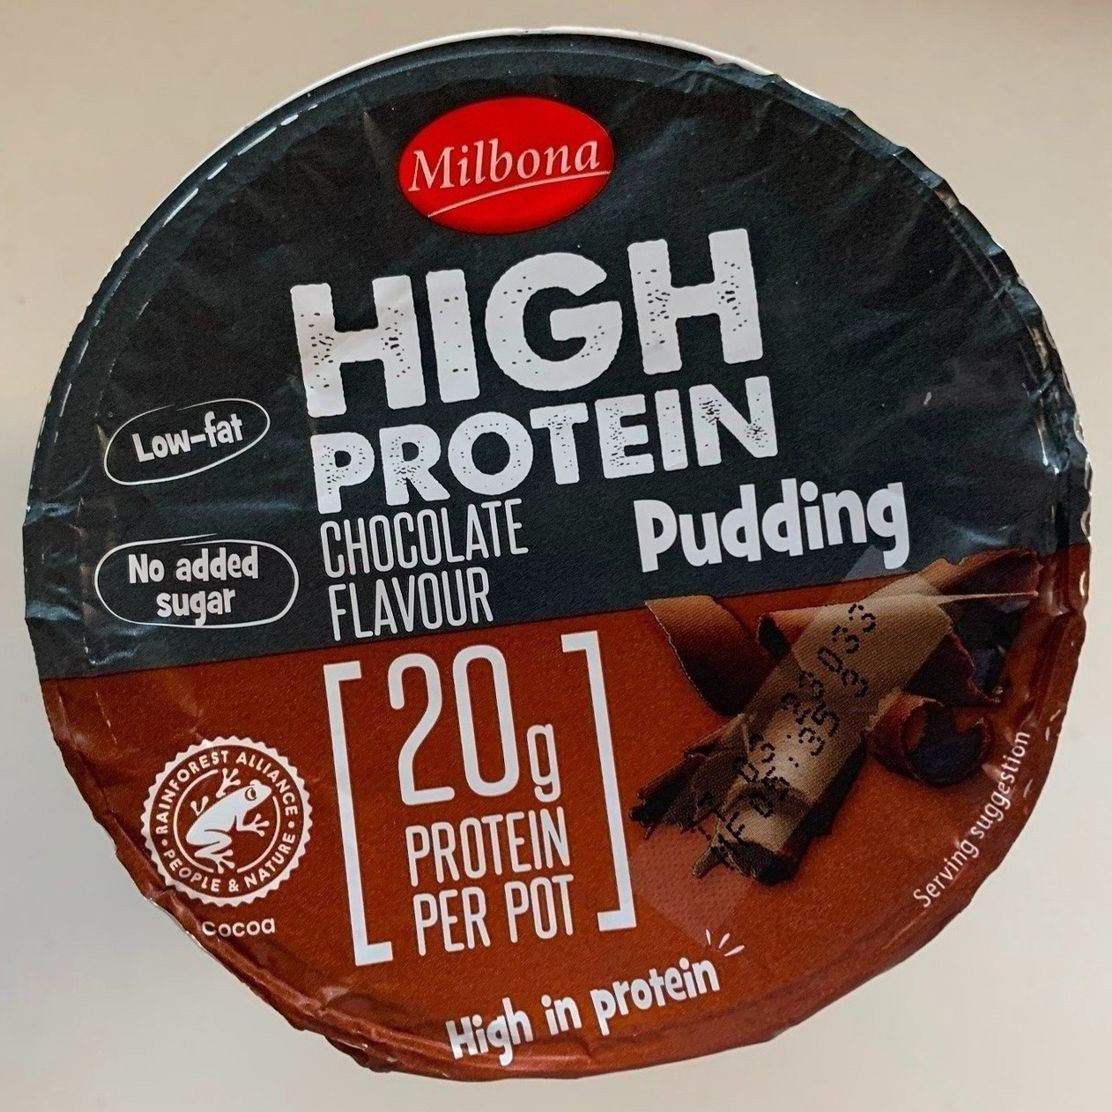 Milbona
HIGH
PROTEIN
CHOCOLATE
FLAVOUR
Pudding
Low-fat
No added
sugar
20g
PROTEIN
PER POT
RAINFOREST ALLIANCE
PEOPLE & NATURE
cocoa
Serving suggestion
High in protein